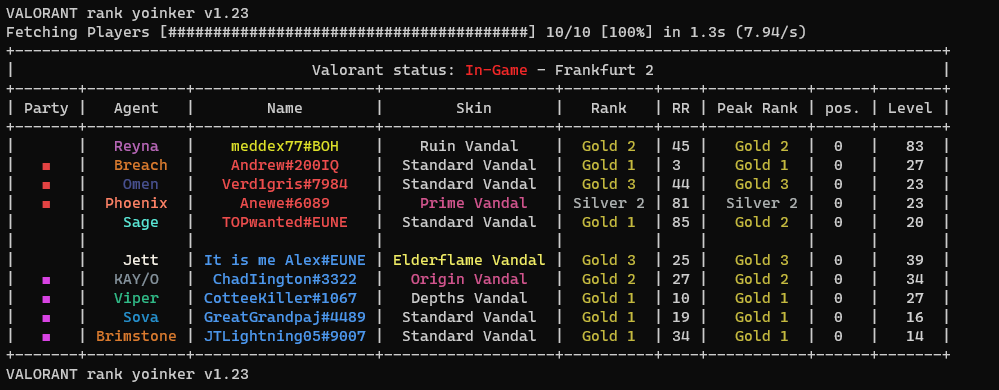 VALORANT rank yoinker v1.23
Fetching Players [########################################] 10/10 [100%] in 1.3s (7.94/s)
Valorant status: In-Game - Frankfurt 2
Party | Agent | Name | Skin | Rank | RR | Peak Rank | pos. | Level
Reyna | meddex77#BOH | Ruin Vandal | Gold 2 | 45 | Gold 2 | 0 | 83
■ | Breach | Andrew#200IQ | Standard Vandal | Gold 1 | 3 | Gold 1 | 0 | 27
■ | Omen | Verd1gris#7984 | Standard Vandal | Gold 3 | 44 | Gold 3 | 0 | 23
■ | Phoenix | Anewe#6089 | Prime Vandal | Silver 2 | 81 | Silver 2 | 0 | 23
Sage | TOPwanted#EUNE | Standard Vandal | Gold 1 | 85 | Gold 2 | 0 | 20
Jett | It is me Alex#EUNE | Elderflame Vandal | Gold 3 | 25 | Gold 3 | 0 | 39
■ | KAY/O | ChadIington#3322 | Origin Vandal | Gold 2 | 27 | Gold 2 | 0 | 34
■ | Viper | CotteeKiller#1067 | Depths Vandal | Gold 1 | 10 | Gold 1 | 0 | 27
■ | Sova | GreatGrandpaj#4489 | Standard Vandal | Gold 1 | 19 | Gold 1 | 0 | 16
■ | Brimstone | JTLightning05#9007 | Standard Vandal | Gold 1 | 34 | Gold 1 | 0 | 14
VALORANT rank yoinker v1.23